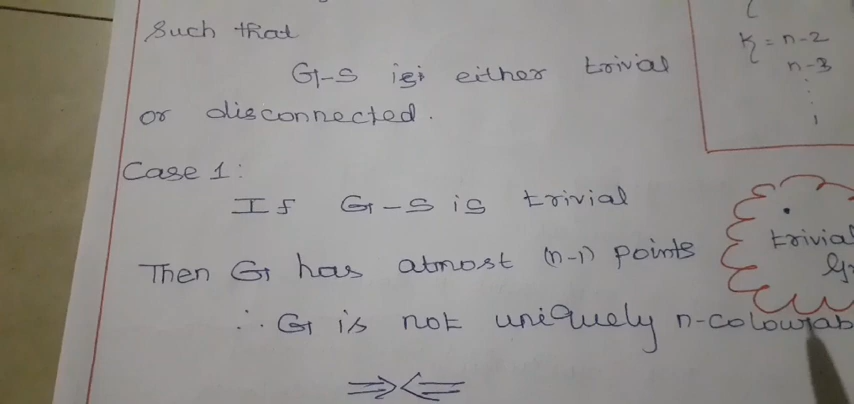 Such that
G-S is either trivial
or disconnected.
K = n-2
n-3
1
Case 1:
If G-S is trivial
Then G has atmost (n-1) points
∴ G is not uniquely n-colourab
⇒⇐
trivial